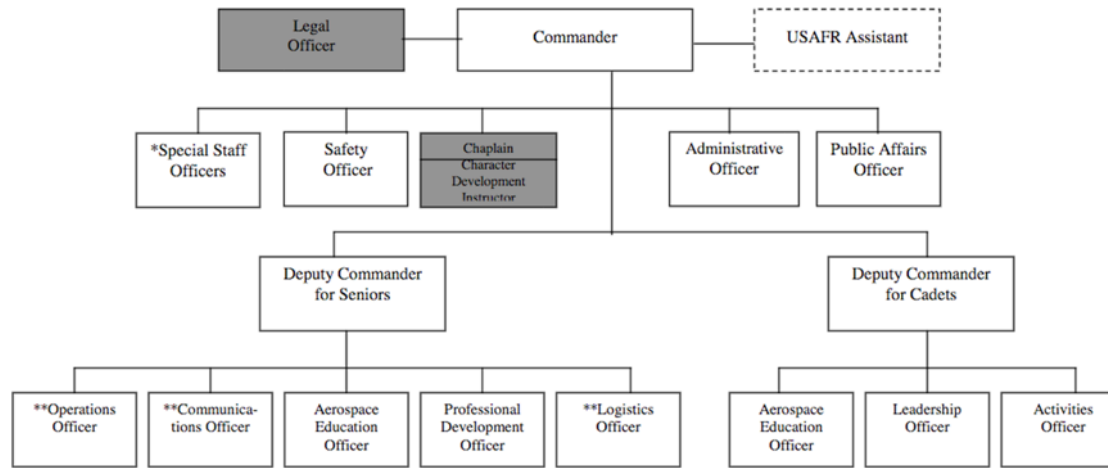 Legal
Officer
Commander
USAFR Assistant
*Special Staff
Officers
Safety
Officer
Chaplain
Character
Development
Instructor
Administrative
Officer
Public Affairs
Officer
Deputy Commander
for Seniors
Deputy Commander
for Cadets
**Operations
Officer
**Communica-
tions Officer
Aerospace
Education
Officer
Professional
Development
Officer
**Logistics
Officer
Aerospace
Education
Officer
Leadership
Officer
Activities
Officer